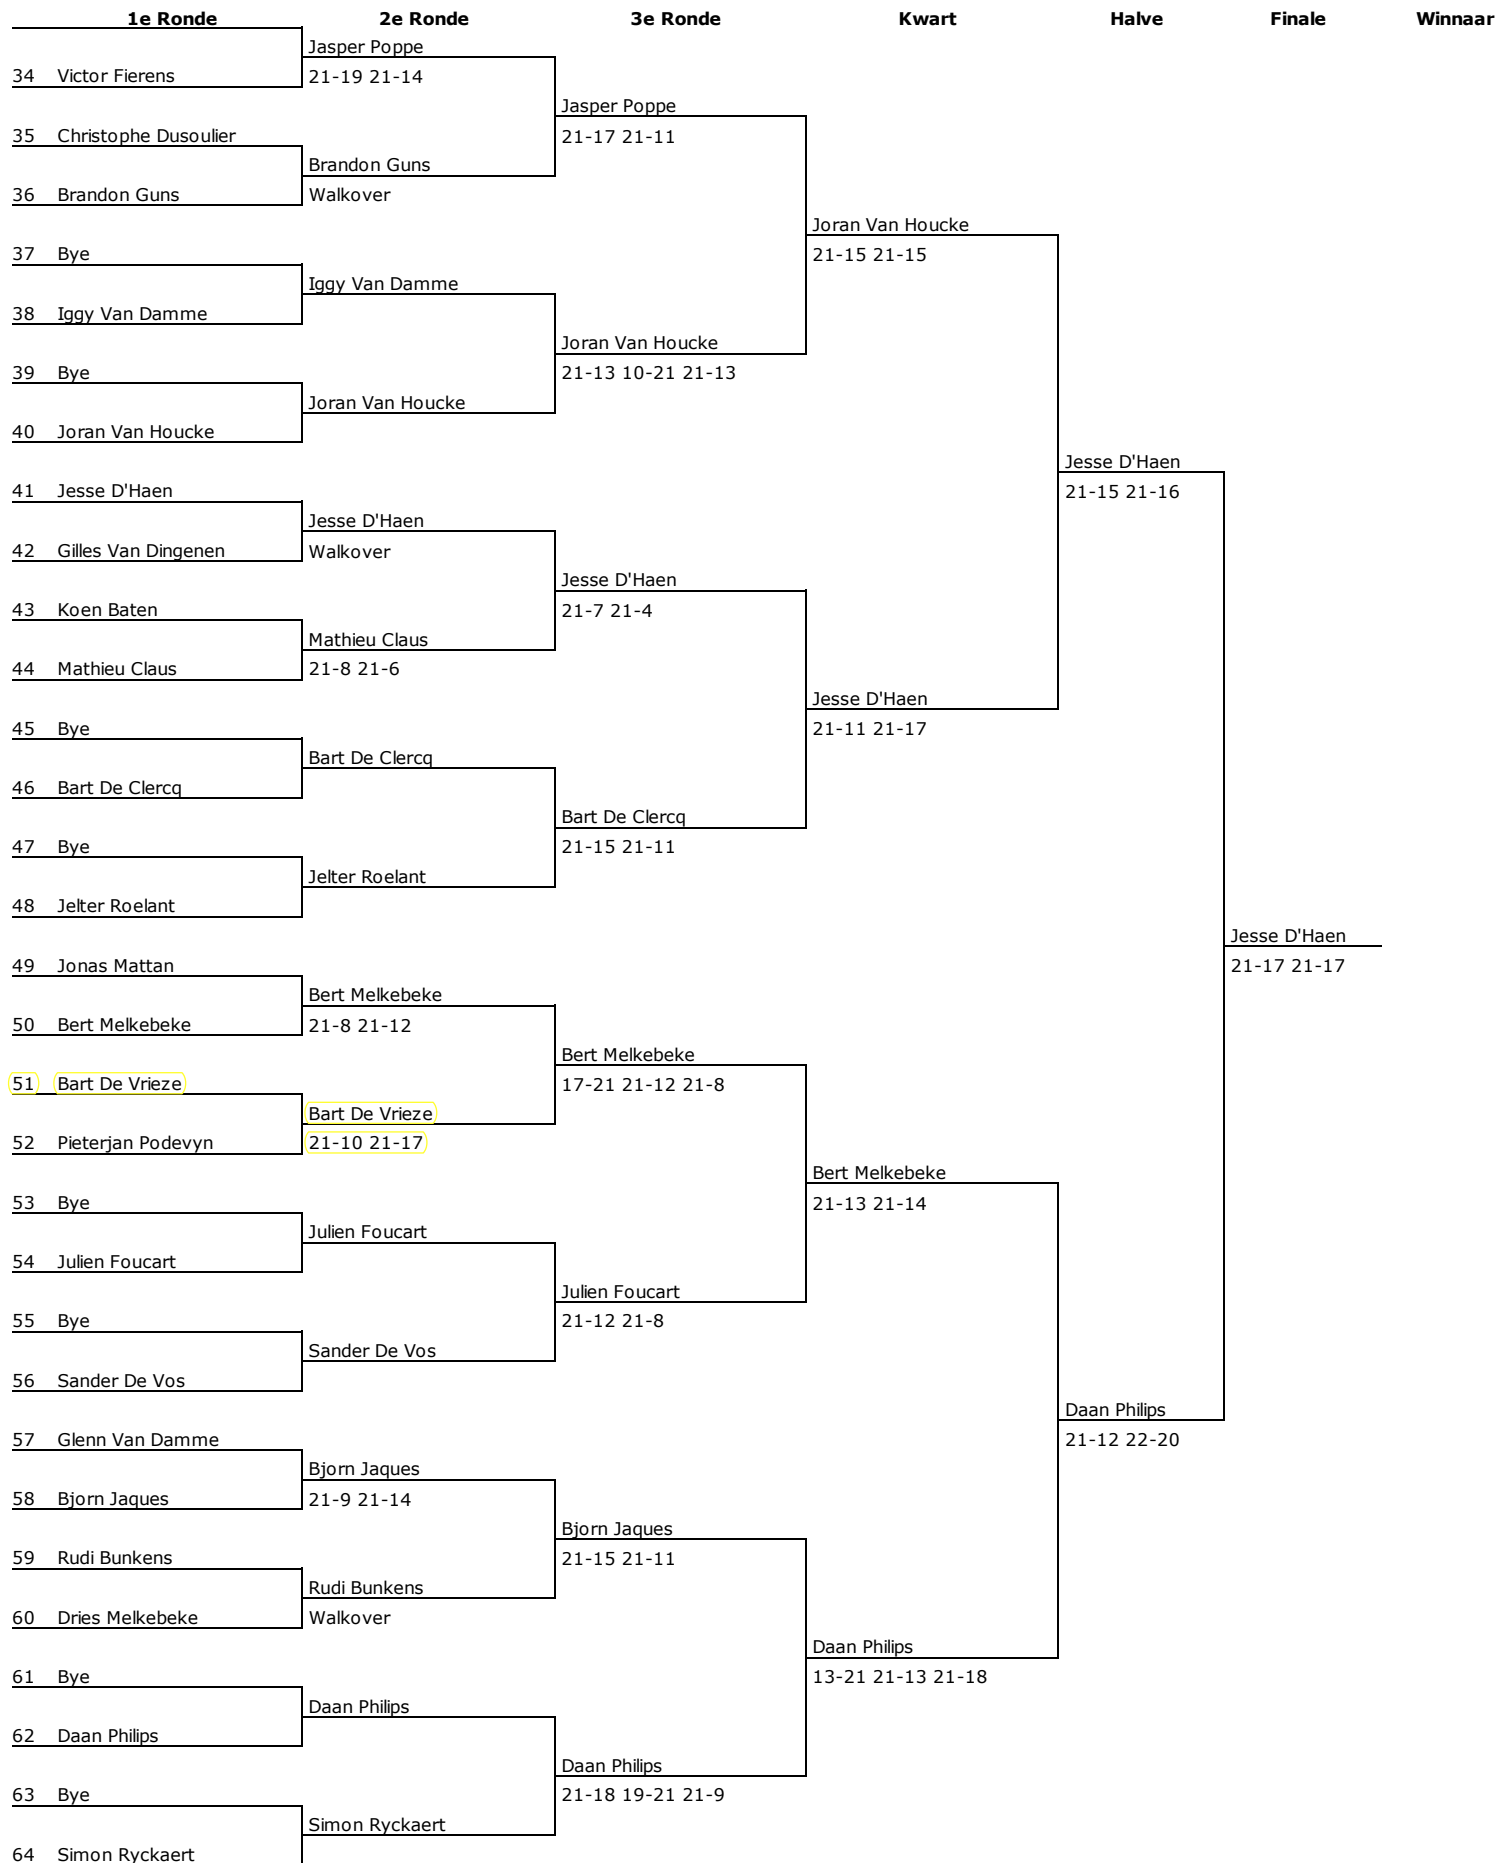 1e Ronde 2e Ronde 3e Ronde Kwart Halve Finale Winnaar
Jasper Poppe
34 Victor Fierens 21-19 21-14
Jasper Poppe
35 Christophe Dusoulier 21-17 21-11
Brandon Guns
36 Brandon Guns Walkover
Joran Van Houcke
37 Bye 21-15 21-15
Iggy Van Damme
38 Iggy Van Damme
Joran Van Houcke
39 Bye 21-13 10-21 21-13
Joran Van Houcke
40 Joran Van Houcke
Jesse D'Haen
41 Jesse D'Haen 21-15 21-16
Jesse D'Haen
42 Gilles Van Dingenen Walkover
Jesse D'Haen
43 Koen Baten 21-7 21-4
Mathieu Claus
44 Mathieu Claus 21-8 21-6
Jesse D'Haen
45 Bye 21-11 21-17
Bart De Clercq
46 Bart De Clercq
Bart De Clercq
47 Bye 21-15 21-11
Jelter Roelant
48 Jelter Roelant
Jesse D'Haen
49 Jonas Mattan 21-17 21-17
Bert Melkebeke
50 Bert Melkebeke 21-8 21-12
Bert Melkebeke
51 Bart De Vrieze 17-21 21-12 21-8
Bart De Vrieze
52 Pieterjan Podevyn 21-10 21-17
Bert Melkebeke
53 Bye 21-13 21-14
Julien Foucart
54 Julien Foucart
Julien Foucart
55 Bye 21-12 21-8
Sander De Vos
56 Sander De Vos
Daan Philips
57 Glenn Van Damme 21-12 22-20
Bjorn Jaques
58 Bjorn Jaques 21-9 21-14
Bjorn Jaques
59 Rudi Bunkens 21-15 21-11
Rudi Bunkens
60 Dries Melkebeke Walkover
Daan Philips
61 Bye 13-21 21-13 21-18
Daan Philips
62 Daan Philips
Daan Philips
63 Bye 21-18 19-21 21-9
Simon Ryckaert
64 Simon Ryckaert